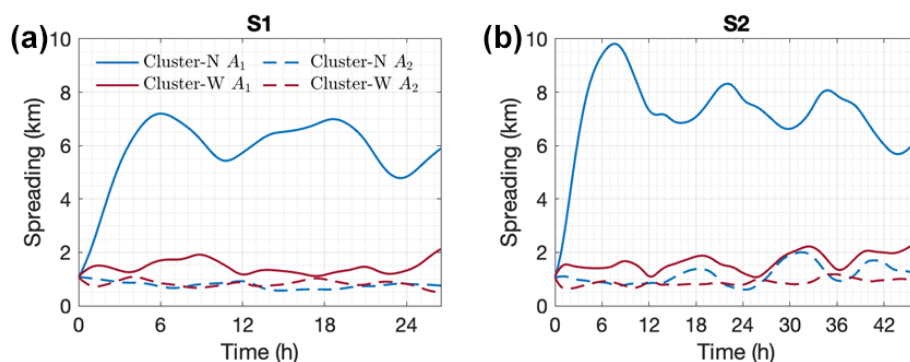 (a)
S1
Spreading (km)
10
8
6
4
2
0
Cluster-N A₁
Cluster-N A₂
Cluster-W A₁
Cluster-W A₂
0 6 12 18 24
Time (h)
(b)
S2
Spreading (km)
10
8
6
4
2
0
0 6 12 18 24 30 36 42
Time (h)